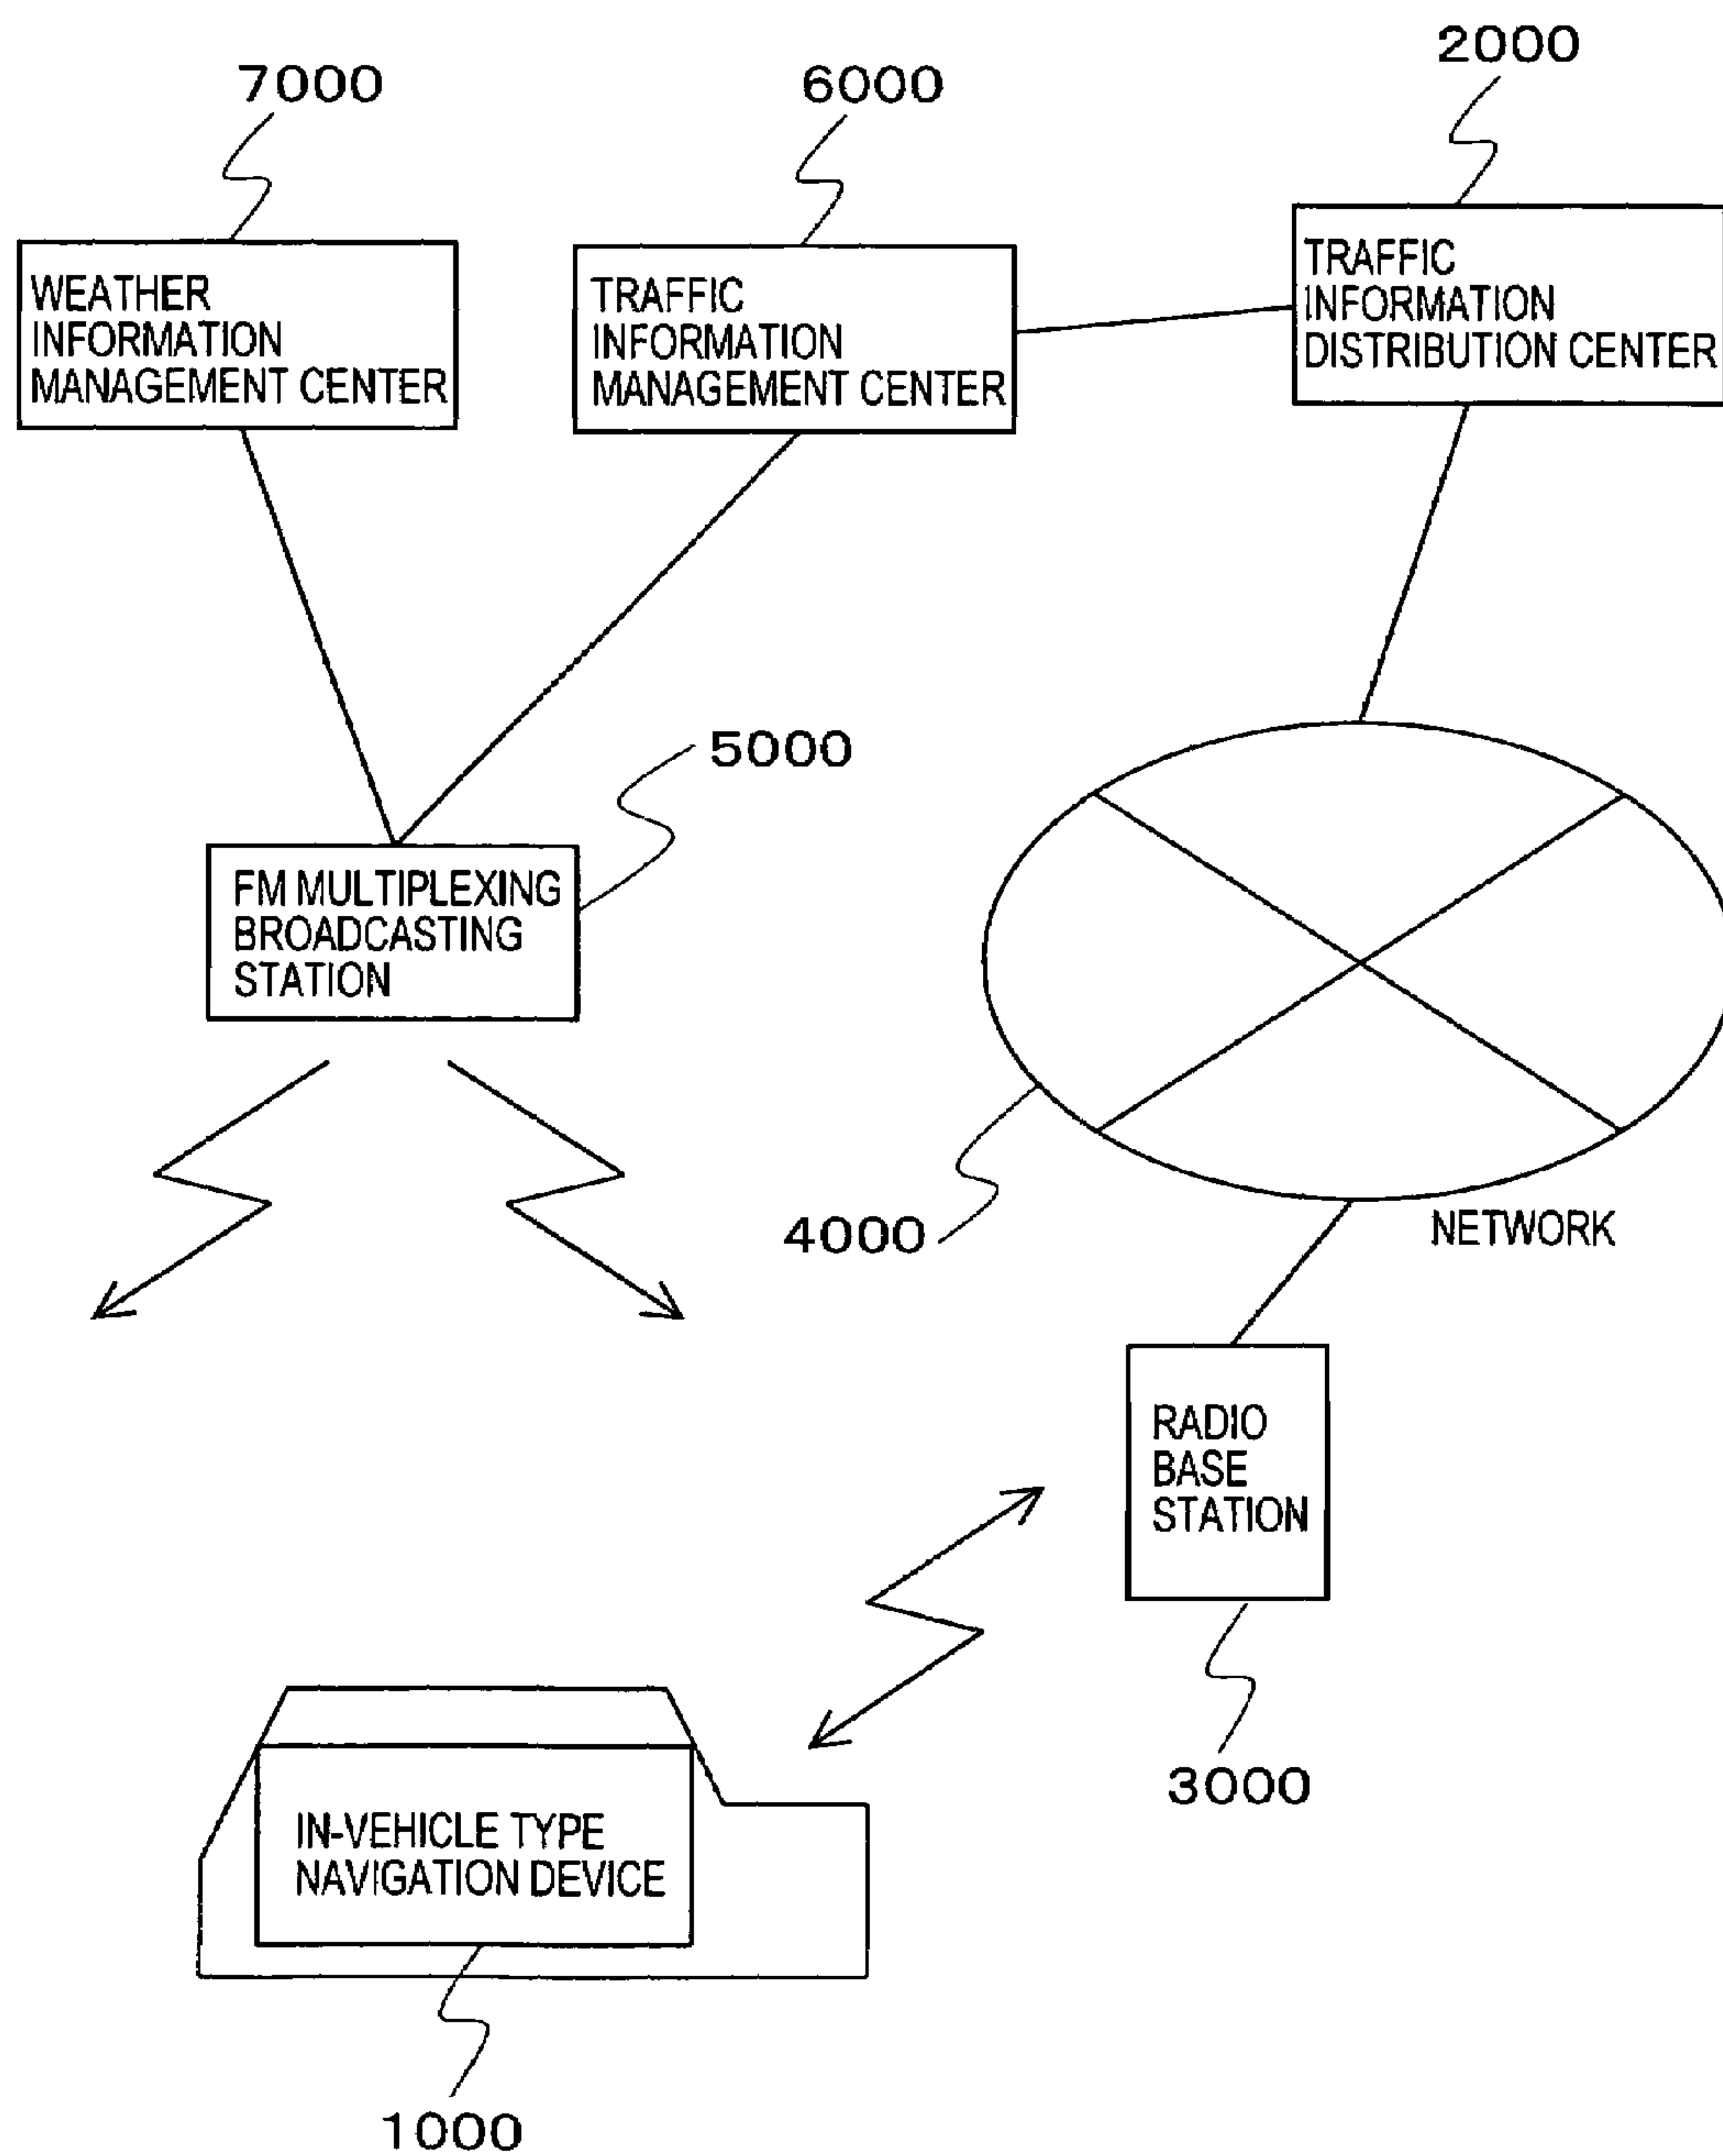 2000
7000
6000
WEATHER
INFORMATION
MANAGEMENT CENTER
TRAFFIC
INFORMATION
MANAGEMENT CENTER
TRAFFIC
INFORMATION
DISTRIBUTION CENTER
5000
FM MULTIPLEXING
BROADCASTING
STATION
4000
NETWORK
RADIO
BASE
STATION
3000
IN-VEHICLE TYPE
NAVIGATION DEVICE
1000